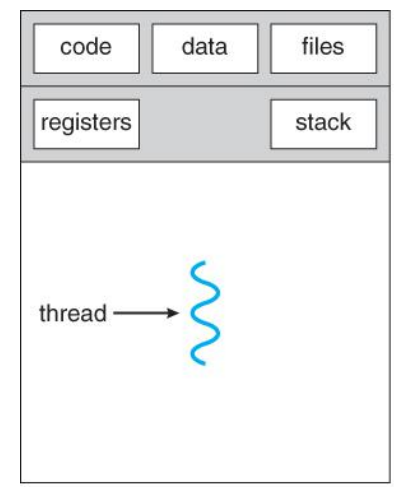 code data files
registers stack
thread